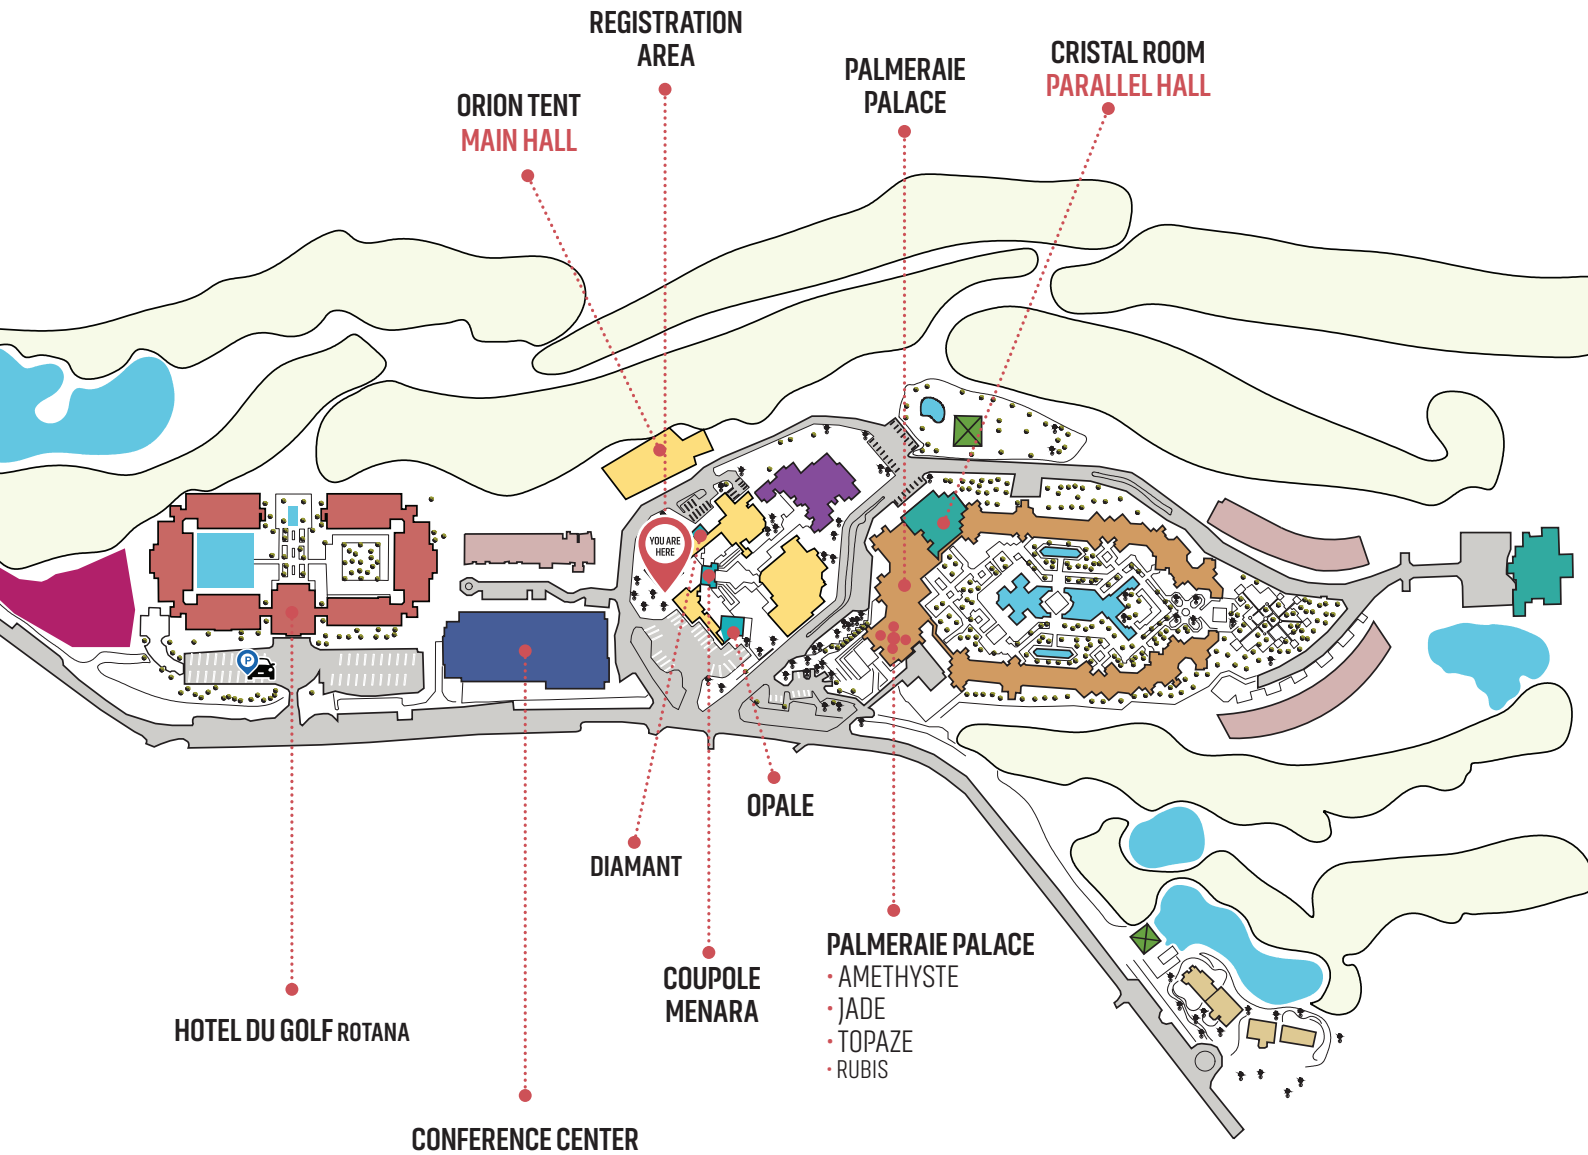 REGISTRATION
AREA
ORION TENT
MAIN HALL
PALMERAIE
PALACE
CRISTAL ROOM
PARALLEL HALL
YOU ARE
HERE
P
OPALE
DIAMANT
COUPOLE
MENARA
PALMERAIE PALACE
• AMETHYSTE
• JADE
• TOPAZE
• RUBIS
HOTEL DU GOLF ROTANA
CONFERENCE CENTER